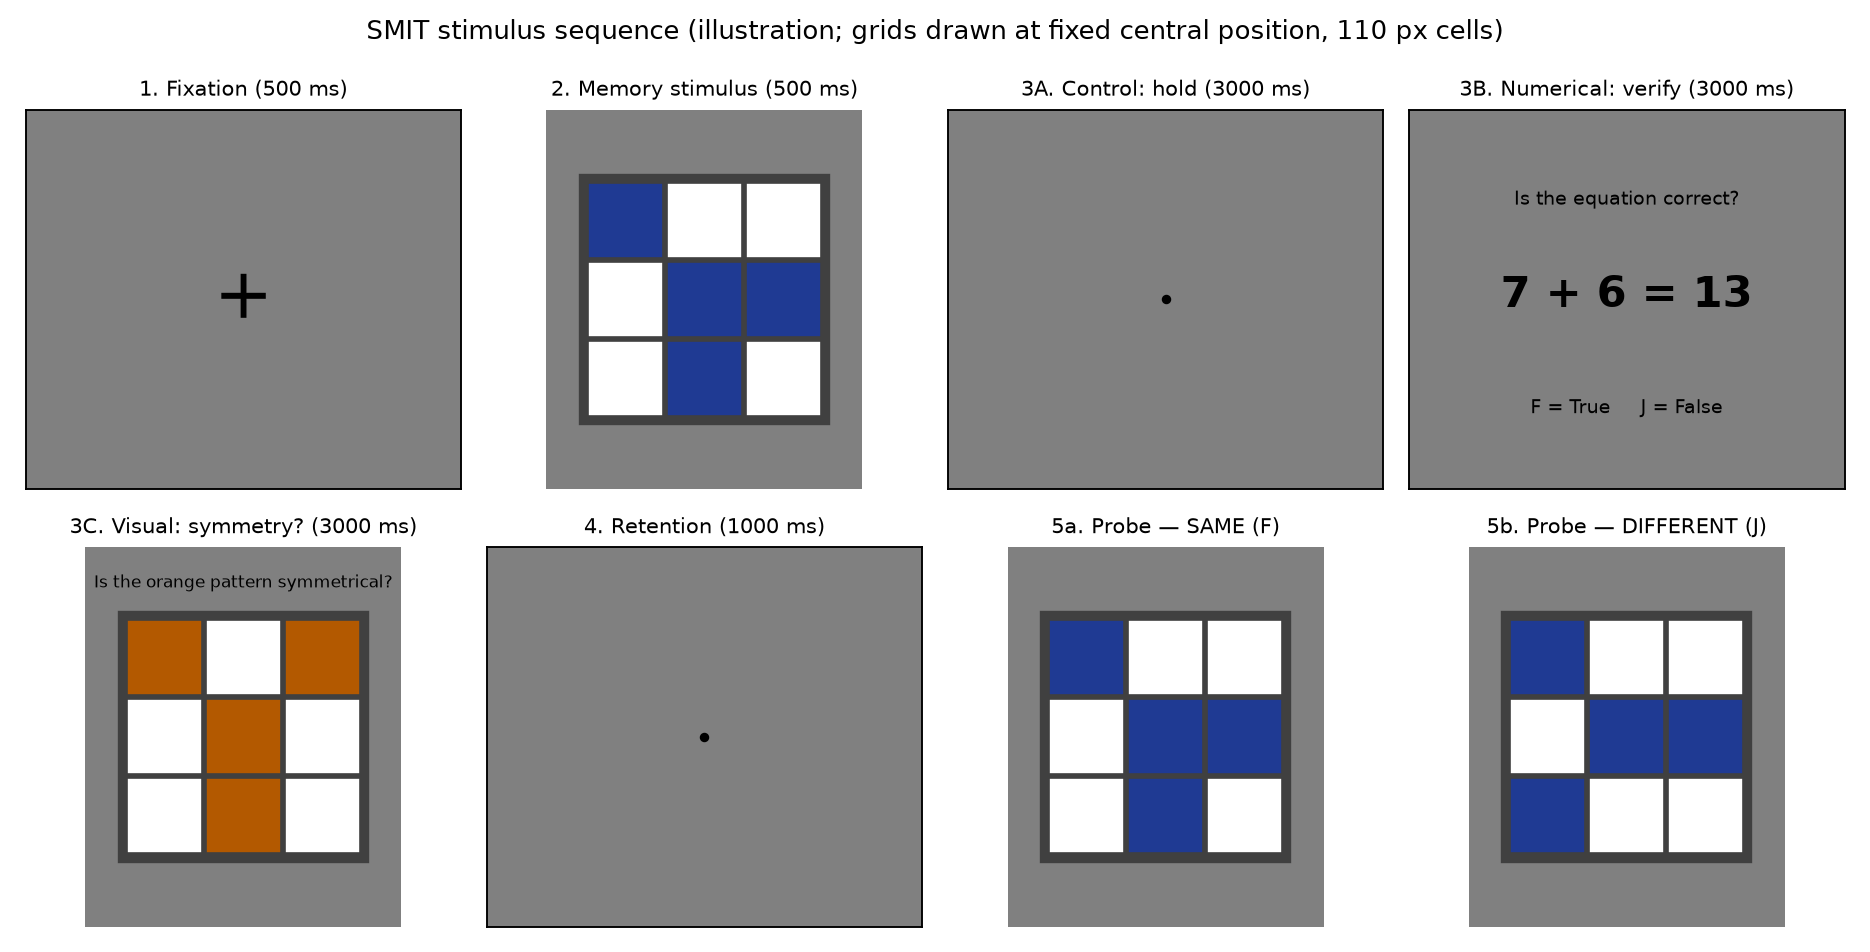 SMIT stimulus sequence (illustration; grids drawn at fixed central position, 110 px cells)
1. Fixation (500 ms)
2. Memory stimulus (500 ms)
3A. Control: hold (3000 ms)
3B. Numerical: verify (3000 ms)
Is the equation correct?
7 + 6 = 13
F = True J = False
3C. Visual: symmetry? (3000 ms)
Is the orange pattern symmetrical?
4. Retention (1000 ms)
5a. Probe — SAME (F)
5b. Probe — DIFFERENT (J)